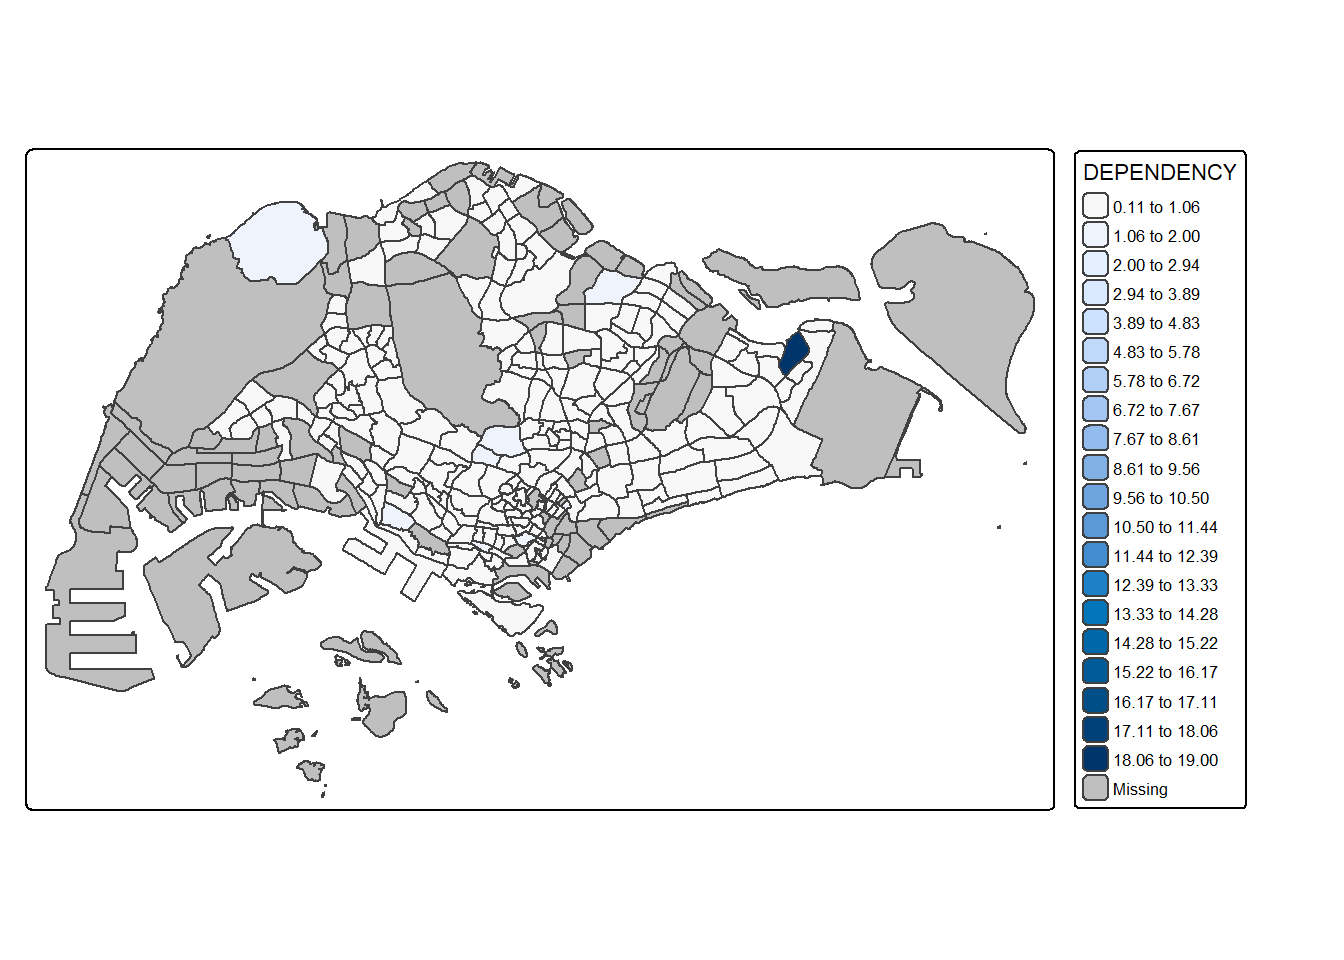 DEPENDENCY
0.11 to 1.06
1.06 to 2.00
2.00 to 2.94
2.94 to 3.89
3.89 to 4.83
4.83 to 5.78
5.78 to 6.72
6.72 to 7.67
7.67 to 8.61
8.61 to 9.56
9.56 to 10.50
10.50 to 11.44
11.44 to 12.39
12.39 to 13.33
13.33 to 14.28
14.28 to 15.22
15.22 to 16.17
16.17 to 17.11
17.11 to 18.06
18.06 to 19.00
Missing